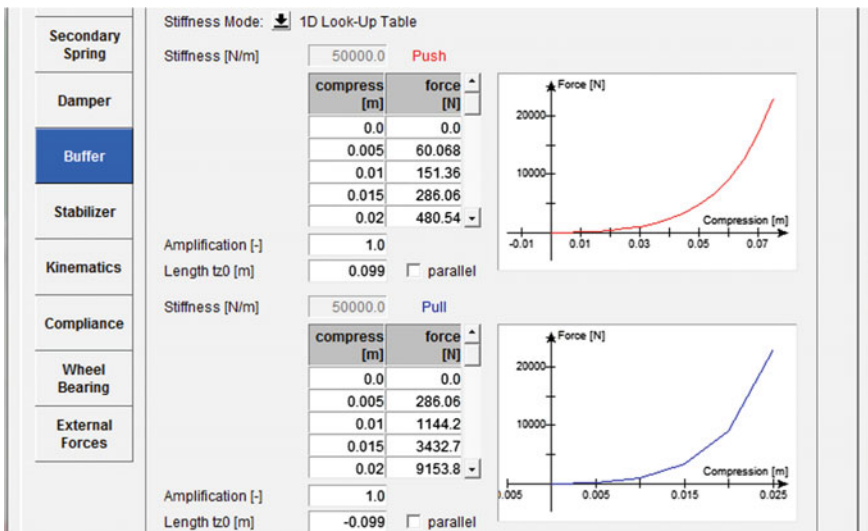 Stiffness Mode: 1D Look-Up Table
Secondary
Spring
Damper
Buffer
Stabilizer
Kinematics
Compliance
Wheel
Bearing
External
Forces
Stiffness [N/m] 50000.0 Push
compress force
[m] [N]
0.0 0.0
0.005 60.068
0.01 151.36
0.015 286.06
0.02 480.54
Amplification [-] 1.0
Length tz0 [m] 0.099 parallel
Force [N]
20000
10000
Compression [m]
-0.01 0.01 0.03 0.05 0.07
Stiffness [N/m] 50000.0 Pull
compress force
[m] [N]
0.0 0.0
0.005 286.06
0.01 1144.2
0.015 3432.7
0.02 9153.8
Amplification [-] 1.0
Length tz0 [m] -0.099 parallel
Force [N]
20000
10000
Compression [m]
0.005 0.015 0.025